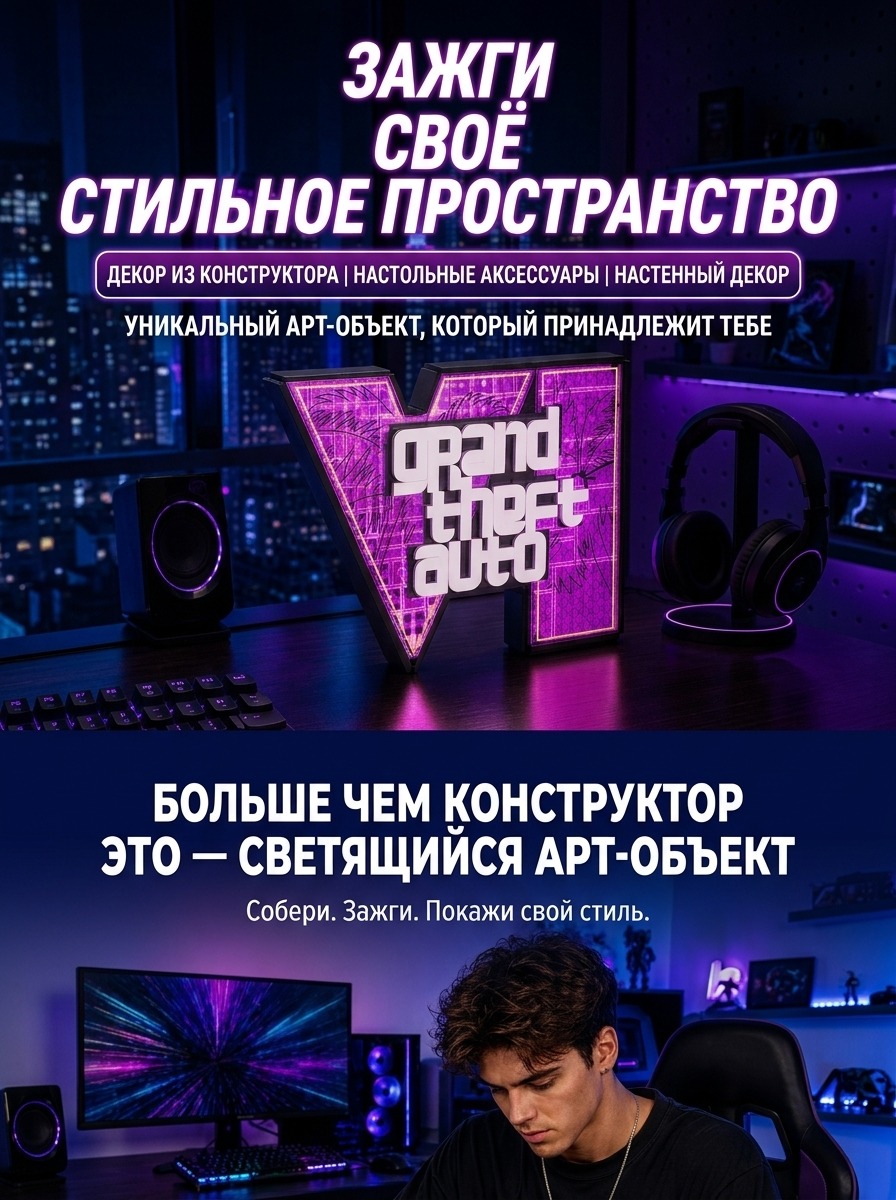 ЗАЖГИ
СВОЁ
СТИЛЬНОЕ ПРОСТРАНСТВО
ДЕКОР ИЗ КОНСТРУКТОРА | НАСТОЛЬНЫЕ АКСЕССУАРЫ | НАСТЕННЫЙ ДЕКОР
УНИКАЛЬНЫЙ АРТ-ОБЪЕКТ, КОТОРЫЙ ПРИНАДЛЕЖИТ ТЕБЕ
VI
grand
theft
auto
БОЛЬШЕ ЧЕМ КОНСТРУКТОР
ЭТО — СВЕТЯЩИЙСЯ АРТ-ОБЪЕКТ
Собери. Зажги. Покажи свой стиль.